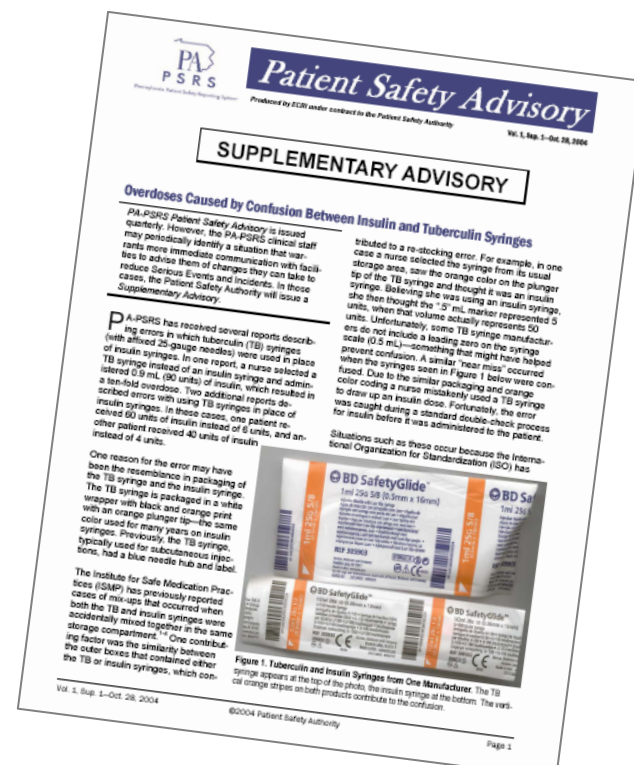 PA
PSRS
Pennsylvania Patient Safety Reporting System
Patient Safety Advisory
Produced by ECRI under contract to the Patient Safety Authority
Vol. 1, Sup. 1—Oct. 28, 2004
SUPPLEMENTARY ADVISORY
Overdoses Caused by Confusion Between Insulin and Tuberculin Syringes
PA-PSRS Patient Safety Advisory is issued
quarterly. However, the PA-PSRS clinical staff
may periodically identify a situation that war-
rants more immediate communication with facili-
ties to advise them of changes they can take to
reduce Serious Events and Incidents. In those
cases, the Patient Safety Authority will issue a
Supplementary Advisory.
PA-PSRS has received several reports describ-
ing errors in which tuberculin (TB) syringes
(with affixed 25-gauge needles) were used in place
of insulin syringes. In one report, a nurse selected a
TB syringe instead of an insulin syringe and admin-
istered 0.9 mL (90 units) of insulin, which resulted in
a ten-fold overdose. Two additional reports de-
scribed errors with using TB syringes in place of
insulin syringes. In these cases, one patient re-
ceived 60 units of insulin instead of 6 units, and an-
other patient received 40 units of insulin
instead of 4 units.
One reason for the error may have
been the resemblance in packaging of
the TB syringe and the insulin syringe.
The TB syringe is packaged in a white
wrapper with black and orange print
with an orange plunger tip—the same
color used for many years on insulin
syringes. Previously, the TB syringe,
typically used for subcutaneous injec-
tions, had a blue needle hub and label.
The Institute for Safe Medication Prac-
tices (ISMP) has previously reported
cases of mix-ups that occurred when
both the TB and insulin syringes were
accidentally mixed together in the same
storage compartment.1-4 One contribut-
ing factor was the similarity between
the outer boxes that contained either
the TB or insulin syringes, which con-
tributed to a re-stocking error. For example, in one
case a nurse selected the syringe from its usual
storage area, saw the orange color on the plunger
tip of the TB syringe and thought it was an insulin
syringe. Believing she was using an insulin syringe,
she then thought the ".5" mL marker represented 5
units, when that volume actually represents 50
units. Unfortunately, some TB syringe manufactur-
ers do not include a leading zero on the syringe
scale (0.5 mL)—something that might have helped
prevent confusion. A similar "near miss" occurred
when the syringes seen in Figure 1 below were con-
fused. Due to the similar packaging and orange
color coding a nurse mistakenly used a TB syringe
to draw up an insulin dose. Fortunately, the error
was caught during a standard double-check process
for insulin before it was administered to the patient.
Situations such as these occur because the Interna-
tional Organization for Standardization (ISO) has
BD SafetyGlide™
1ml 25G 5/8 (0.5mm x 16mm)
1ml 25G 5/8
1ml 25G 5/8
BD Sa
1ml 25G
REF 305903
BD SafetyGlide™
BD SafetyGlide™
Figure 1. Tuberculin and Insulin Syringes from One Manufacturer. The TB
syringe appears at the top of the photo, the insulin syringe at the bottom. The verti-
cal orange stripes on both products contribute to the confusion.
Vol. 1, Sup. 1—Oct. 28, 2004
©2004 Patient Safety Authority
Page 1